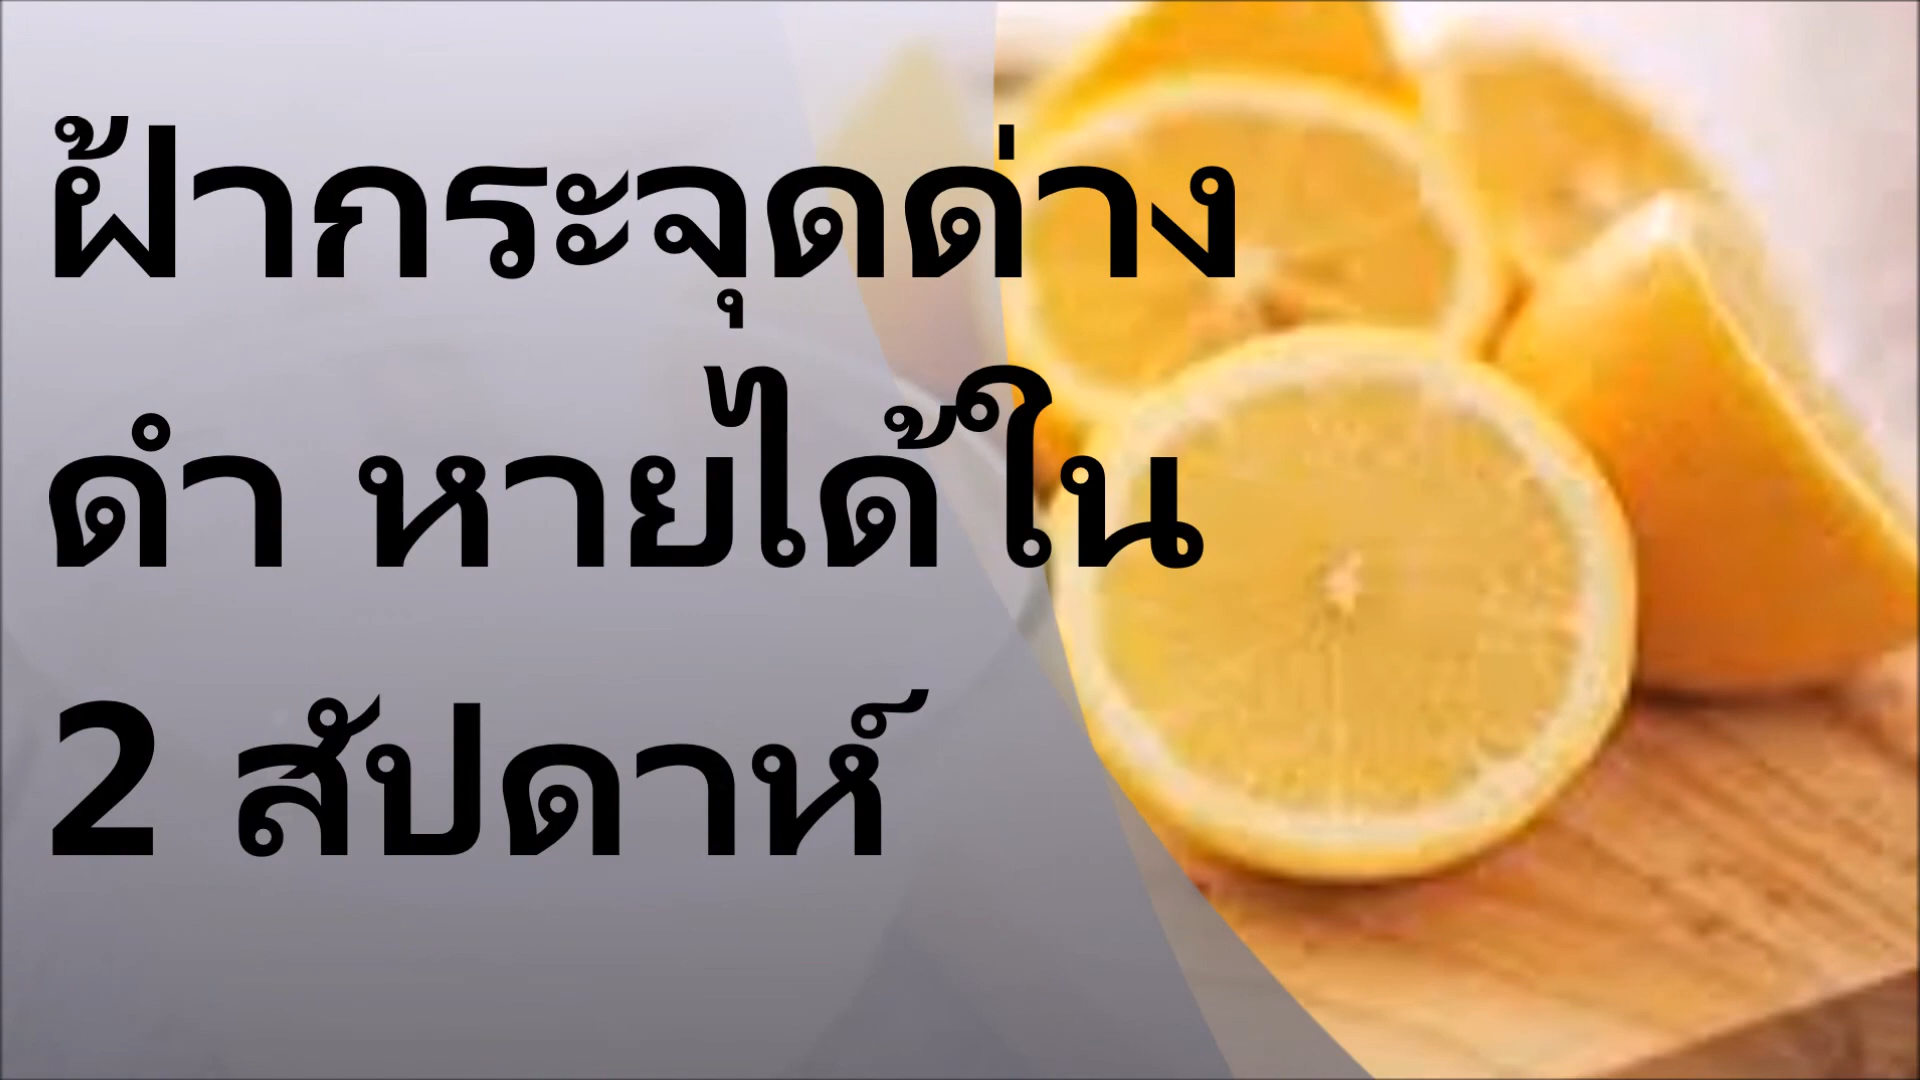 ฝ้ากระจุดด่าง
ดำ หายได้ ใน
2 สัปดาห์